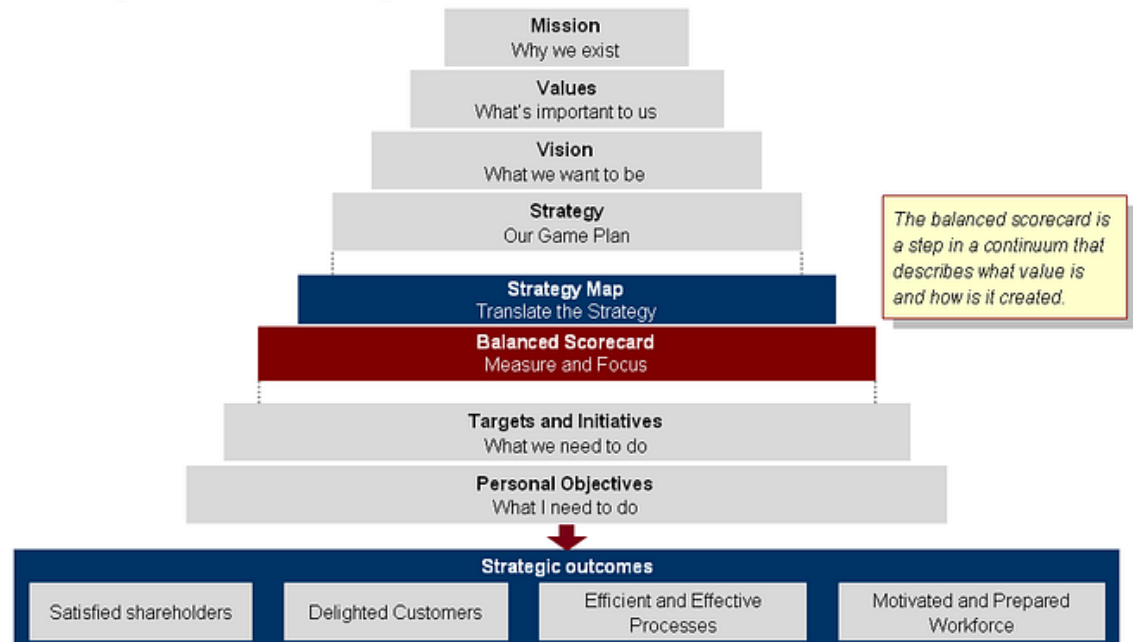 Mission
Why we exist
Values
What's important to us
Vision
What we want to be
Strategy
Our Game Plan
The balanced scorecard is
a step in a continuum that
describes what value is
and how is it created.
Strategy Map
Translate the Strategy
Balanced Scorecard
Measure and Focus
Targets and Initiatives
What we need to do
Personal Objectives
What I need to do
Strategic outcomes
Satisfied shareholders
Delighted Customers
Efficient and Effective
Processes
Motivated and Prepared
Workforce